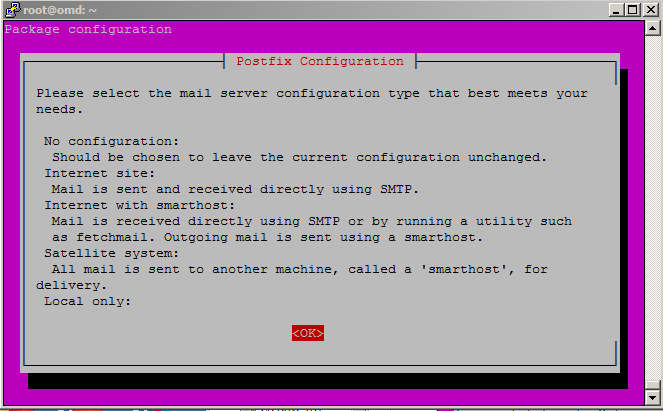 root@omd: ~
Package configuration
Postfix Configuration
Please select the mail server configuration type that best meets your
needs.
No configuration:
Should be chosen to leave the current configuration unchanged.
Internet site:
Mail is sent and received directly using SMTP.
Internet with smarthost:
Mail is received directly using SMTP or by running a utility such
as fetchmail. Outgoing mail is sent using a smarthost.
Satellite system:
All mail is sent to another machine, called a 'smarthost', for
delivery.
Local only:
<OK>